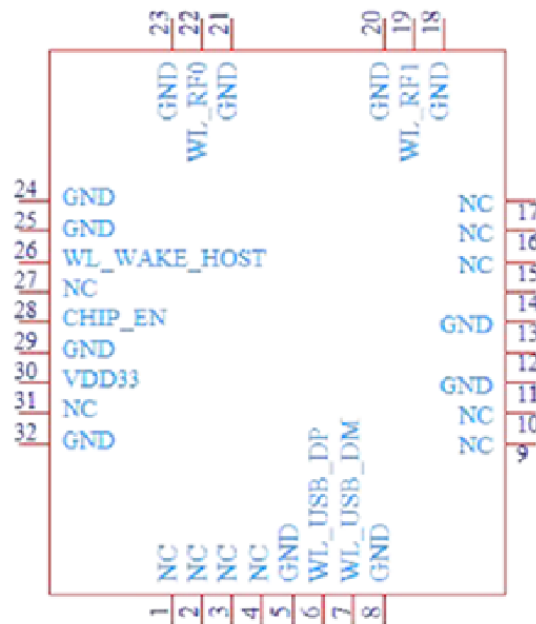 23 22 21 20 19 18
GND WL_RF0 GND GND WL_RF1 GND
24 GND NC 17
25 GND NC 16
26 WL_WAKE_HOST NC 15
27 NC 14
28 CHIP_EN GND 13
29 GND 12
30 VDD33 GND 11
31 NC NC 10
32 GND NC 9
NC NC NC NC GND WL_USB_DP WL_USB_DM GND
1 2 3 4 5 6 7 8